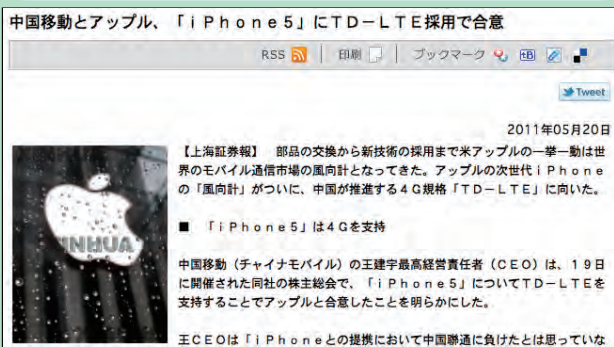 中国移動とアップル、「iPhone5」にTD-LTE採用で合意
RSS 印刷 ブックマーク +B
Tweet
2011年05月20日
【上海証券報】 部品の交換から新技術の採用まで米アップルの一挙一動は世
界のモバイル通信市場の風向計となってきた。アップルの次世代iPhone
の「風向計」がついに、中国が推進する4G規格「TD-LTE」に向いた。
■ 「iPhone5」は4Gを支持
中国移動（チャイナモバイル）の王建宇最高経営責任者（CEO）は、19日
に開催された同社の株主総会で、「iPhone5」についてTD-LTEを
支持することでアップルと合意したことを明らかにした。
王CEOは「iPhoneとの提携において中国聯通に負けたとは思っていな
INHUA